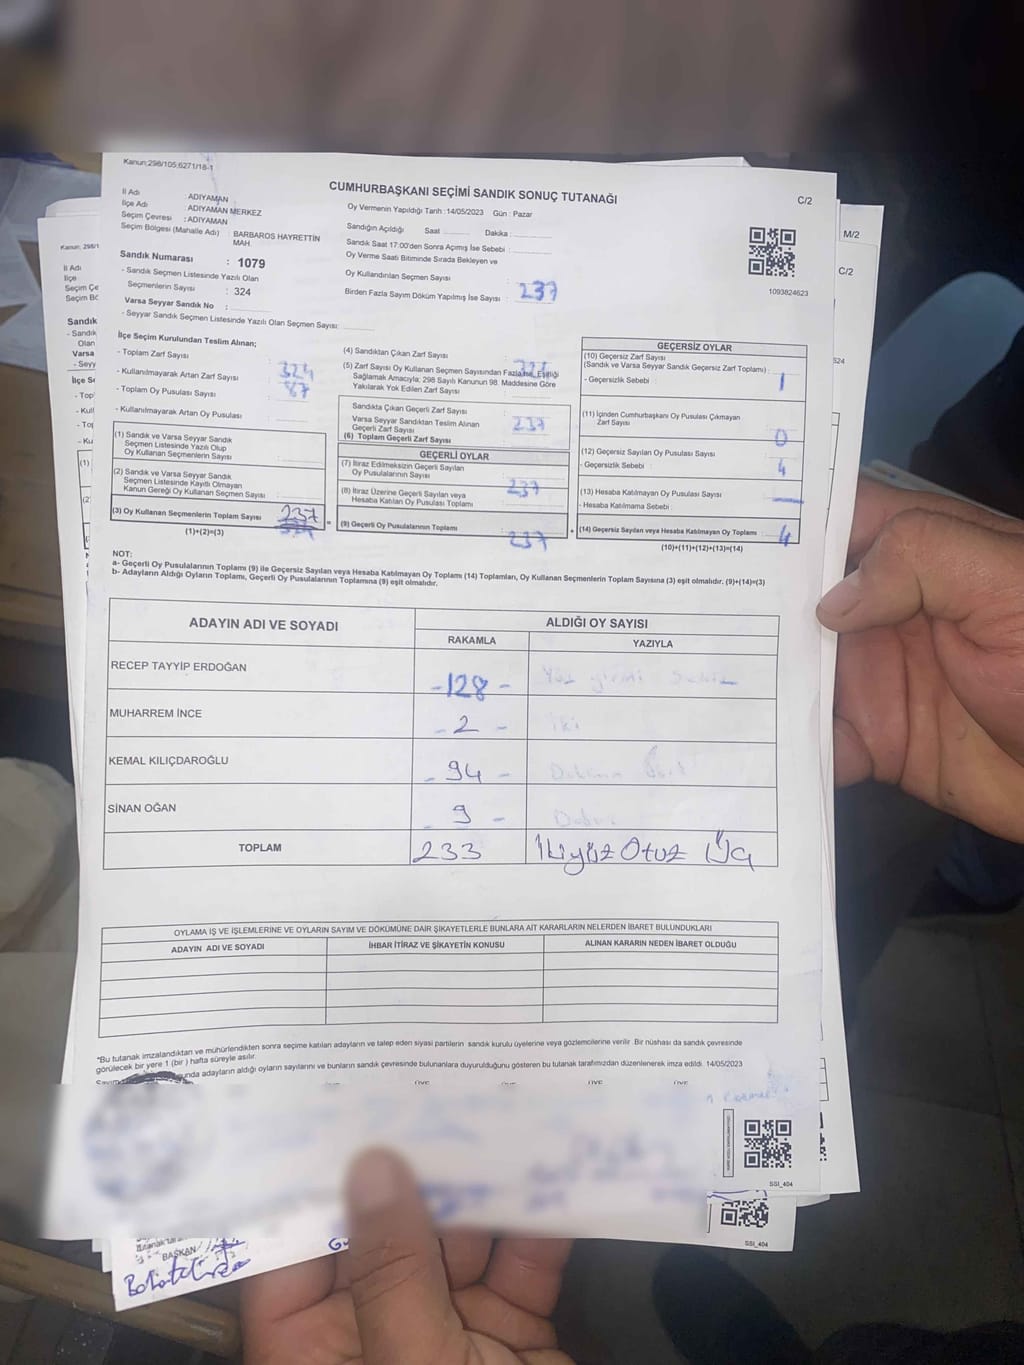 Kanun;298/105;6271/18-1
CUMHURBAŞKANI SEÇİMİ SANDIK SONUÇ TUTANAĞI
C/2
İl Adı : ADIYAMAN
İlçe Adı : ADIYAMAN MERKEZ
Seçim Çevresi : ADIYAMAN
Seçim Bölgesi (Mahalle Adı) : BARBAROS HAYRETTİN MAH.
Sandık Numarası : 1079
- Sandık Seçmen Listesinde Yazılı Olan
Seçmenlerin Sayısı : 324
Varsa Seyyar Sandık No :
- Seyyar Sandık Seçmen Listesinde Yazılı Olan Seçmen Sayısı:
Oy Vermenin Yapıldığı Tarih : 14/05/2023 Gün : Pazar
Sandığın Açıldığı Saat Dakika :
Sandık Saat 17:00'den Sonra Açımış İse Sebebi :
Oy Verme Saati Bitiminde Sırada Bekleyen ve
Oy Kullandırılan Seçmen Sayısı
Birden Fazla Sayım Döküm Yapılmış İse Sayısı : 237
1093824623
İlçe Seçim Kurulundan Teslim Alınan;
- Toplam Zarf Sayısı 324
- Kullanılmayarak Artan Zarf Sayısı 87
- Toplam Oy Pusulası Sayısı
- Kullanılmayarak Artan Oy Pusulası
(1) Sandık ve Varsa Seyyar Sandık
Seçmen Listesinde Yazılı Olup
Oy Kullanan Seçmenlerin Sayısı
(2) Sandık ve Varsa Seyyar Sandık
Seçmen Listesinde Kayıtlı Olmayan
Kanun Gereği Oy Kullanan Seçmen Sayısı
(3) Oy Kullanan Seçmenlerin Toplam Sayısı 237
(1)+(2)=(3)
(4) Sandıktan Çıkan Zarf Sayısı
(5) Zarf Sayısı Oy Kullanan Seçmen Sayısından Fazla İse, Eşitliği
Sağlamak Amacıyla; 298 Sayılı Kanunun 98. Maddesine Göre
Yakılarak Yok Edilen Zarf Sayısı
Sandıkta Çıkan Geçerli Zarf Sayısı
Varsa Seyyar Sandıktan Teslim Alınan
Geçerli Zarf Sayısı 237
(6) Toplam Geçerli Zarf Sayısı
GEÇERLİ OYLAR
(7) İtiraz Edilmeksizin Geçerli Sayılan
Oy Pusulalarının Sayısı
(8) İtiraz Üzerine Geçerli Sayılan veya 237
Hesaba Katılan Oy Pusulası Toplamı
= (9) Geçerli Oy Pusulalarının Toplamı 237
GEÇERSİZ OYLAR
(10) Geçersiz Zarf Sayısı
(Sandık ve Varsa Seyyar Sandık Geçersiz Zarf Toplamı) :
- Geçersizlik Sebebi : 1
(11) İçinden Cumhurbaşkanı Oy Pusulası Çıkmayan
Zarf Sayısı 0
(12) Geçersiz Sayılan Oy Pusulası Sayısı
- Geçersizlik Sebebi : 4
(13) Hesaba Katılmayan Oy Pusulası Sayısı
- Hesaba Katılmama Sebebi
+ (14) Geçersiz Sayılan veya Hesaba Katılmayan Oy Toplamı 4
(10)+(11)+(12)+(13)=(14)
NOT:
a- Geçerli Oy Pusulalarının Toplamı (9) ile Geçersiz Sayılan veya Hesaba Katılmayan Oy Toplamı (14) Toplamları, Oy Kullanan Seçmenlerin Toplam Sayısına (3) eşit olmalıdır. (9)+(14)=(3)
b- Adayların Aldığı Oyların Toplamı, Geçerli Oy Pusulalarının Toplamına (9) eşit olmalıdır.
ADAYIN ADI VE SOYADI ALDIĞI OY SAYISI
RAKAMLA YAZIYLA
RECEP TAYYİP ERDOĞAN -128- Yüz yirmi Sekiz
MUHARREM İNCE -2- iki
KEMAL KILIÇDAROĞLU -94- Doksan Dört
SİNAN OĞAN -9- Dokuz
TOPLAM 233 İkiyüz Otuz Üç
OYLAMA İŞ VE İŞLEMLERİNE VE OYLARIN SAYIM VE DÖKÜMÜNE DAİR ŞİKAYETLERLE BUNLARA AİT KARARLARIN NELERDEN İBARET BULUNDUKLARI
ADAYIN ADI VE SOYADI İHBAR İTİRAZ VE ŞİKAYETİN KONUSU ALINAN KARARIN NEDEN İBARET OLDUĞU
*Bu tutanak imzalandıktan ve mühürlendikten sonra seçime katılan adayların ve talep eden siyasi partilerin sandık kurulu üyelerine veya gözlemcilerine verilir. Bir nüshası da sandık çevresinde
görülecek bir yere 1 (bir) hafta süreyle asılır.
adayların aldığı oyların sayılarını ve bunların sandık çevresinde bulunanlara duyurulduğunu gösteren bu tutanak tarafımızdan düzenlenerek imza edildi. 14/05/2023
SSI_404
SSI_404
BAŞKAN
M/2
C/2